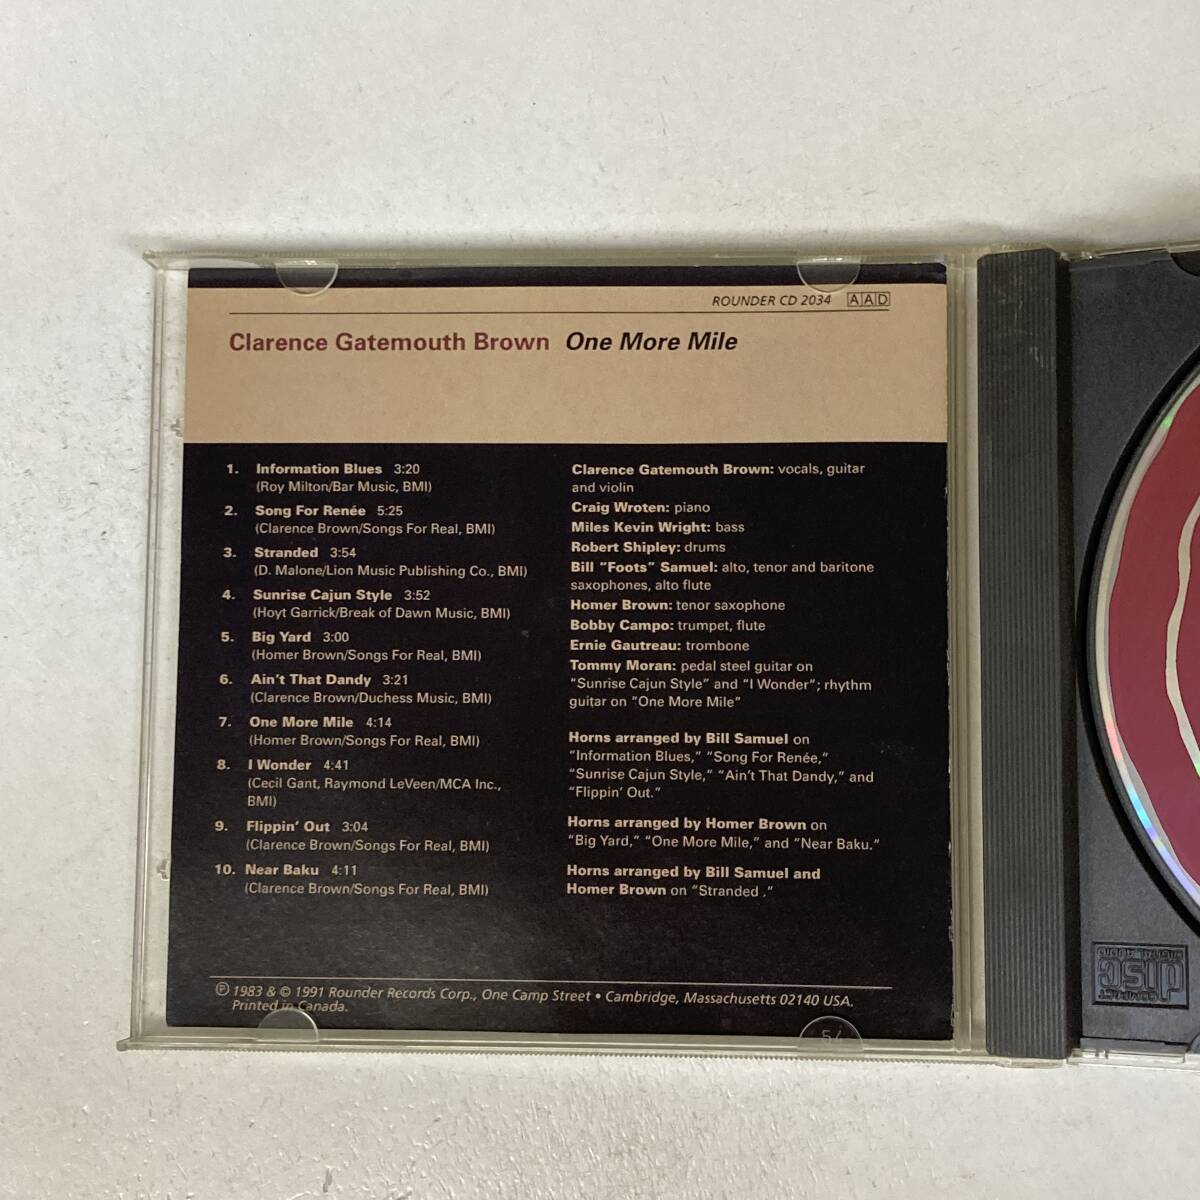 ROUNDER CD 2034 AAD
Clarence Gatemouth Brown One More Mile
1. Information Blues 3:20
(Roy Milton/Bar Music, BMI)
2. Song For Renée 5:25
(Clarence Brown/Songs For Real, BMI)
3. Stranded 3:54
(D. Malone/Lion Music Publishing Co., BMI)
4. Sunrise Cajun Style 3:52
(Hoyt Garrick/Break of Dawn Music, BMI)
5. Big Yard 3:00
(Homer Brown/Songs For Real, BMI)
6. Ain't That Dandy 3:21
(Clarence Brown/Duchess Music, BMI)
7. One More Mile 4:14
(Homer Brown/Songs For Real, BMI)
8. I Wonder 4:41
(Cecil Gant, Raymond LeVeen/MCA Inc.,
BMI)
9. Flippin' Out 3:04
(Clarence Brown/Songs For Real, BMI)
10. Near Baku 4:11
(Clarence Brown/Songs For Real, BMI)
Clarence Gatemouth Brown: vocals, guitar
and violin
Craig Wroten: piano
Miles Kevin Wright: bass
Robert Shipley: drums
Bill "Foots" Samuel: alto, tenor and baritone
saxophones, alto flute
Homer Brown: tenor saxophone
Bobby Campo: trumpet, flute
Ernie Gautreau: trombone
Tommy Moran: pedal steel guitar on
"Sunrise Cajun Style" and "I Wonder"; rhythm
guitar on "One More Mile"
Horns arranged by Bill Samuel on
"Information Blues," "Song For Renée,"
"Sunrise Cajun Style," "Ain't That Dandy," and
"Flippin' Out."
Horns arranged by Homer Brown on
"Big Yard," "One More Mile," and "Near Baku."
Horns arranged by Bill Samuel and
Homer Brown on "Stranded ."
℗ 1983 & © 1991 Rounder Records Corp., One Camp Street • Cambridge, Massachusetts 02140 USA.
Printed in Canada.
COMPACT
disc
DIGITAL AUDIO